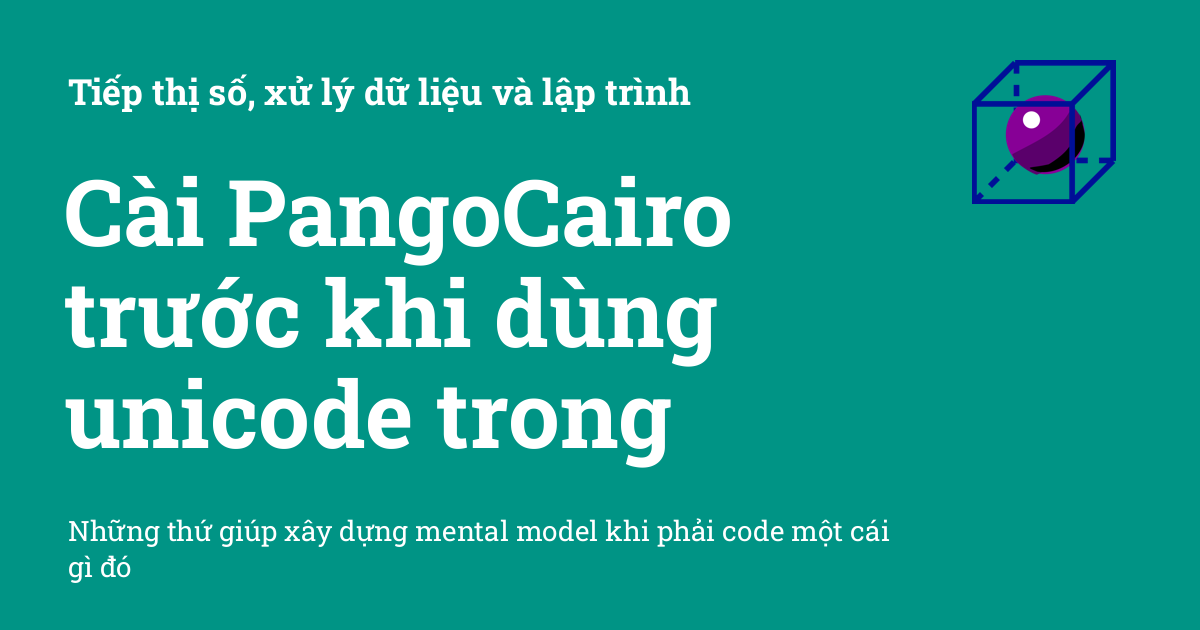 Tiếp thị số, xử lý dữ liệu và lập trình
Cài PangoCairo
trước khi dùng
unicode trong
Những thứ giúp xây dựng mental model khi phải code một cái
gì đó